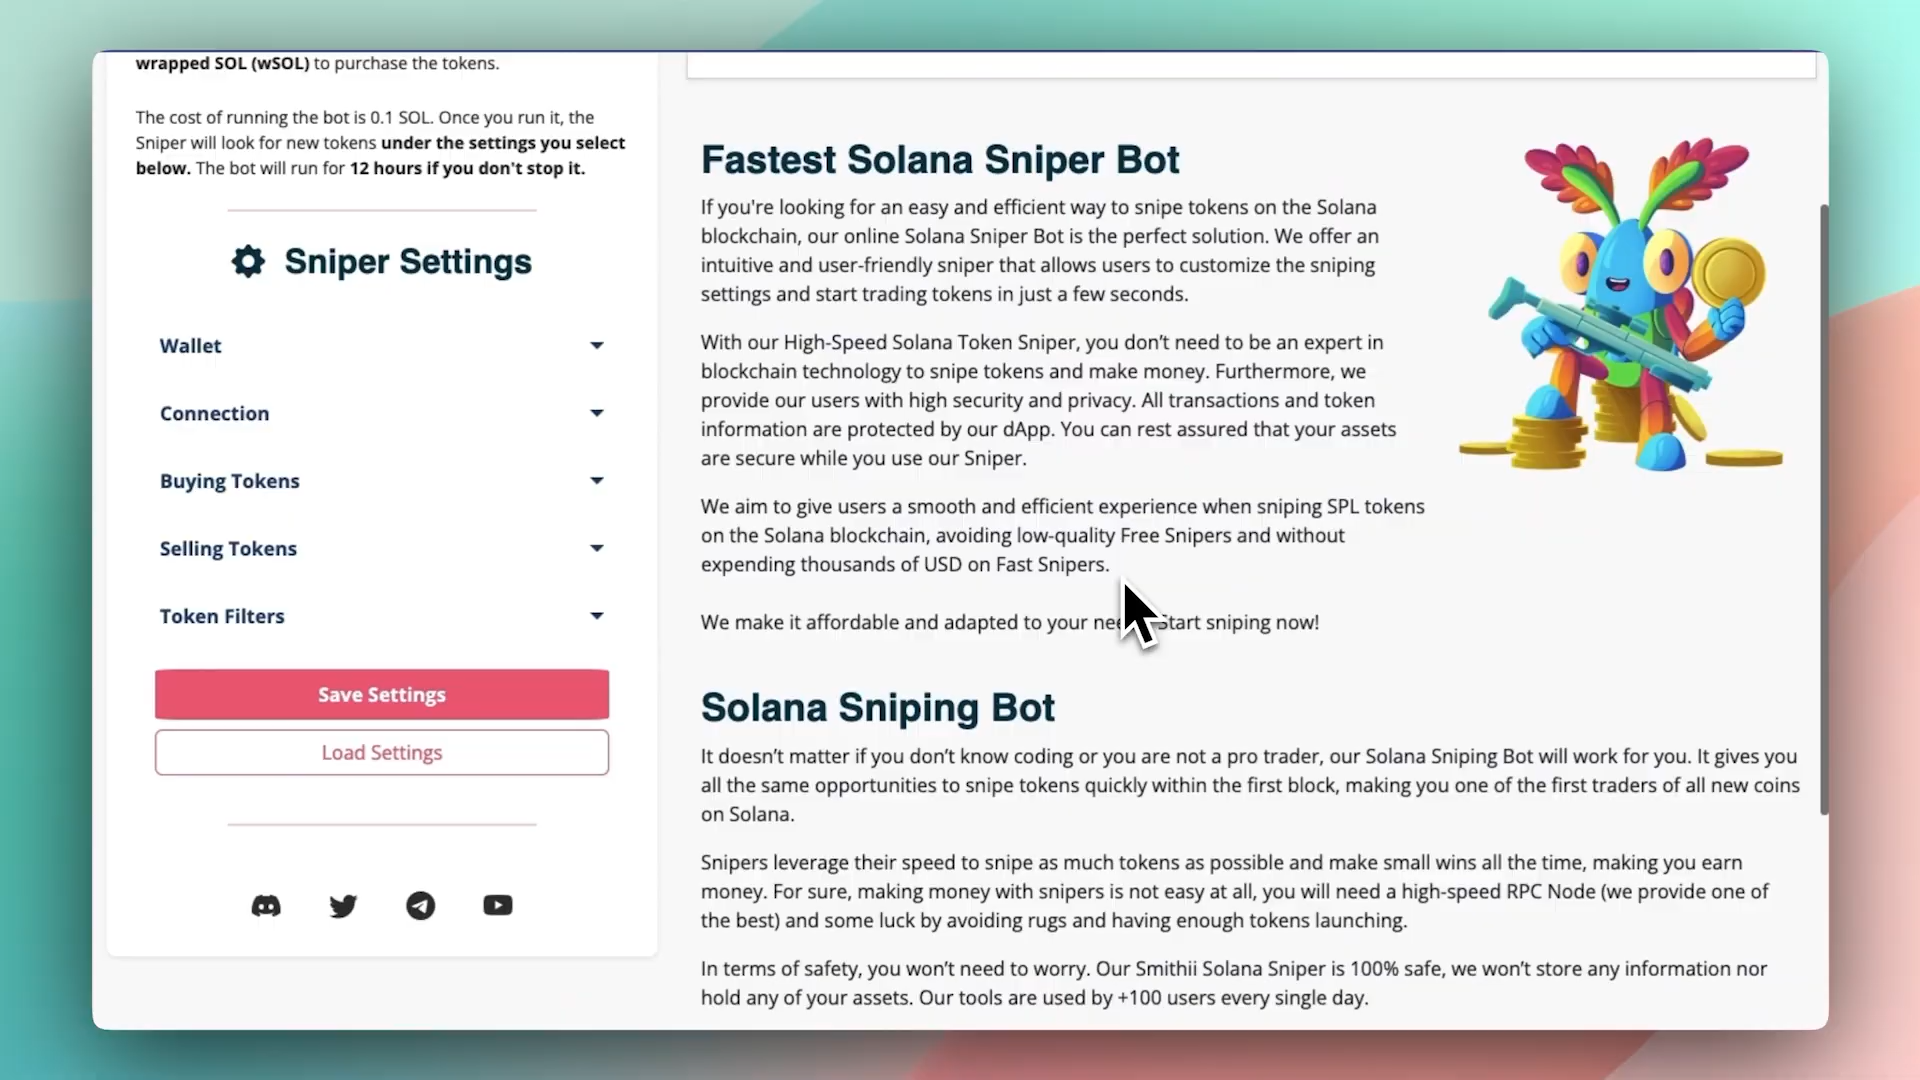 wrapped SOL (wSOL) to purchase the tokens.
The cost of running the bot is 0.1 SOL. Once you run it, the
Sniper will look for new tokens under the settings you select
below. The bot will run for 12 hours if you don't stop it.
Sniper Settings
Wallet
Connection
Buying Tokens
Selling Tokens
Token Filters
Save Settings
Load Settings
Fastest Solana Sniper Bot
If you're looking for an easy and efficient way to snipe tokens on the Solana
blockchain, our online Solana Sniper Bot is the perfect solution. We offer an
intuitive and user-friendly sniper that allows users to customize the sniping
settings and start trading tokens in just a few seconds.
With our High-Speed Solana Token Sniper, you don’t need to be an expert in
blockchain technology to snipe tokens and make money. Furthermore, we
provide our users with high security and privacy. All transactions and token
information are protected by our dApp. You can rest assured that your assets
are secure while you use our Sniper.
We aim to give users a smooth and efficient experience when sniping SPL tokens
on the Solana blockchain, avoiding low-quality Free Snipers and without
expending thousands of USD on Fast Snipers.
We make it affordable and adapted to your Start sniping now!
Solana Sniping Bot
It doesn’t matter if you don’t know coding or you are not a pro trader, our Solana Sniping Bot will work for you. It gives you
all the same opportunities to snipe tokens quickly within the first block, making you one of the first traders of all new coins
on Solana.
Snipers leverage their speed to snipe as much tokens as possible and make small wins all the time, making you earn
money. For sure, making money with snipers is not easy at all, you will need a high-speed RPC Node (we provide one of
the best) and some luck by avoiding rugs and having enough tokens launching.
In terms of safety, you won’t need to worry. Our Smithii Solana Sniper is 100% safe, we won’t store any information nor
hold any of your assets. Our tools are used by +100 users every single day.